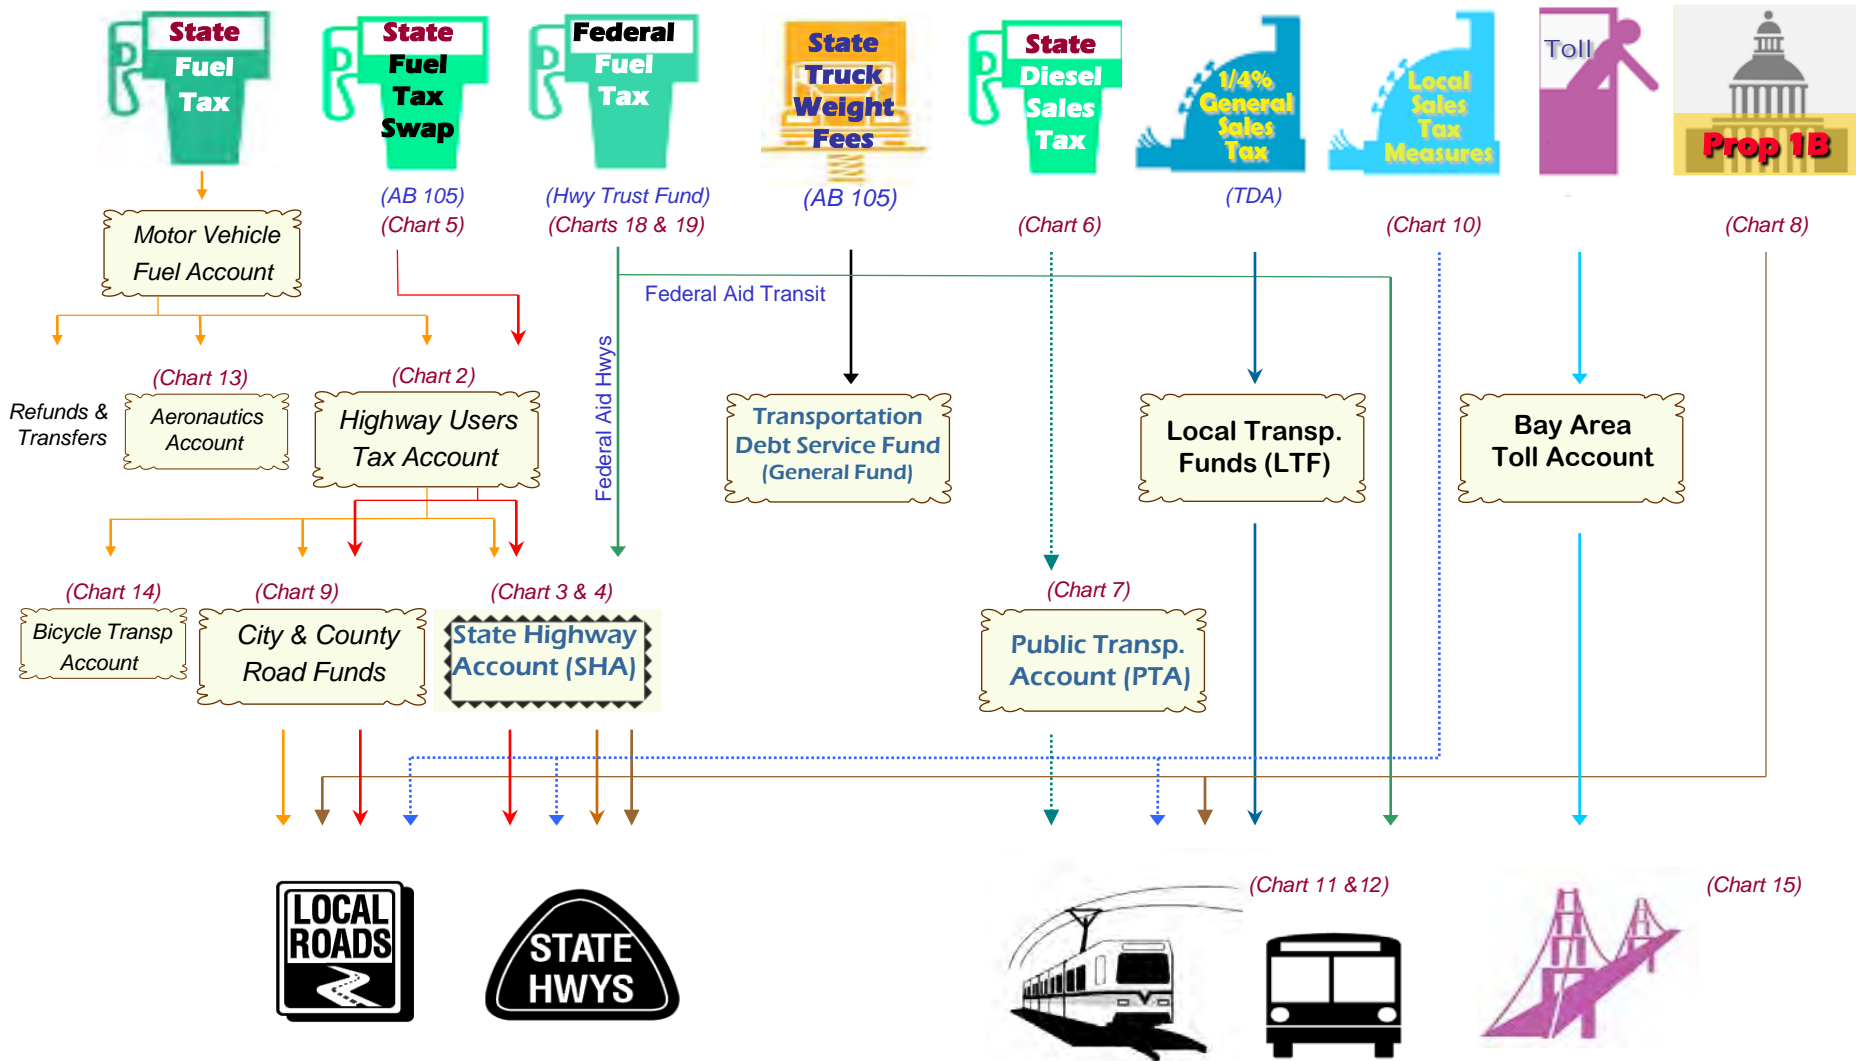 State
Fuel
Tax
State
Fuel
Tax
Swap
Federal
Fuel
Tax
State
Truck
Weight
Fees
State
Diesel
Sales
Tax
1/4%
General
Sales
Tax
Local
Sales
Tax
Measures
Toll
Prop 1B
(AB 105)
(Chart 5)
(Hwy Trust Fund)
(Charts 18 & 19)
(AB 105)
(Chart 6)
(TDA)
(Chart 10)
(Chart 8)
Motor Vehicle
Fuel Account
Federal Aid Transit
Federal Aid Hwys
Refunds &
Transfers
(Chart 13)
Aeronautics
Account
(Chart 2)
Highway Users
Tax Account
Transportation
Debt Service Fund
(General Fund)
Local Transp.
Funds (LTF)
Bay Area
Toll Account
(Chart 14)
Bicycle Transp
Account
(Chart 9)
City & County
Road Funds
(Chart 3 & 4)
State Highway
Account (SHA)
(Chart 7)
Public Transp.
Account (PTA)
LOCAL
ROADS
STATE
HWYS
(Chart 11 &12)
(Chart 15)